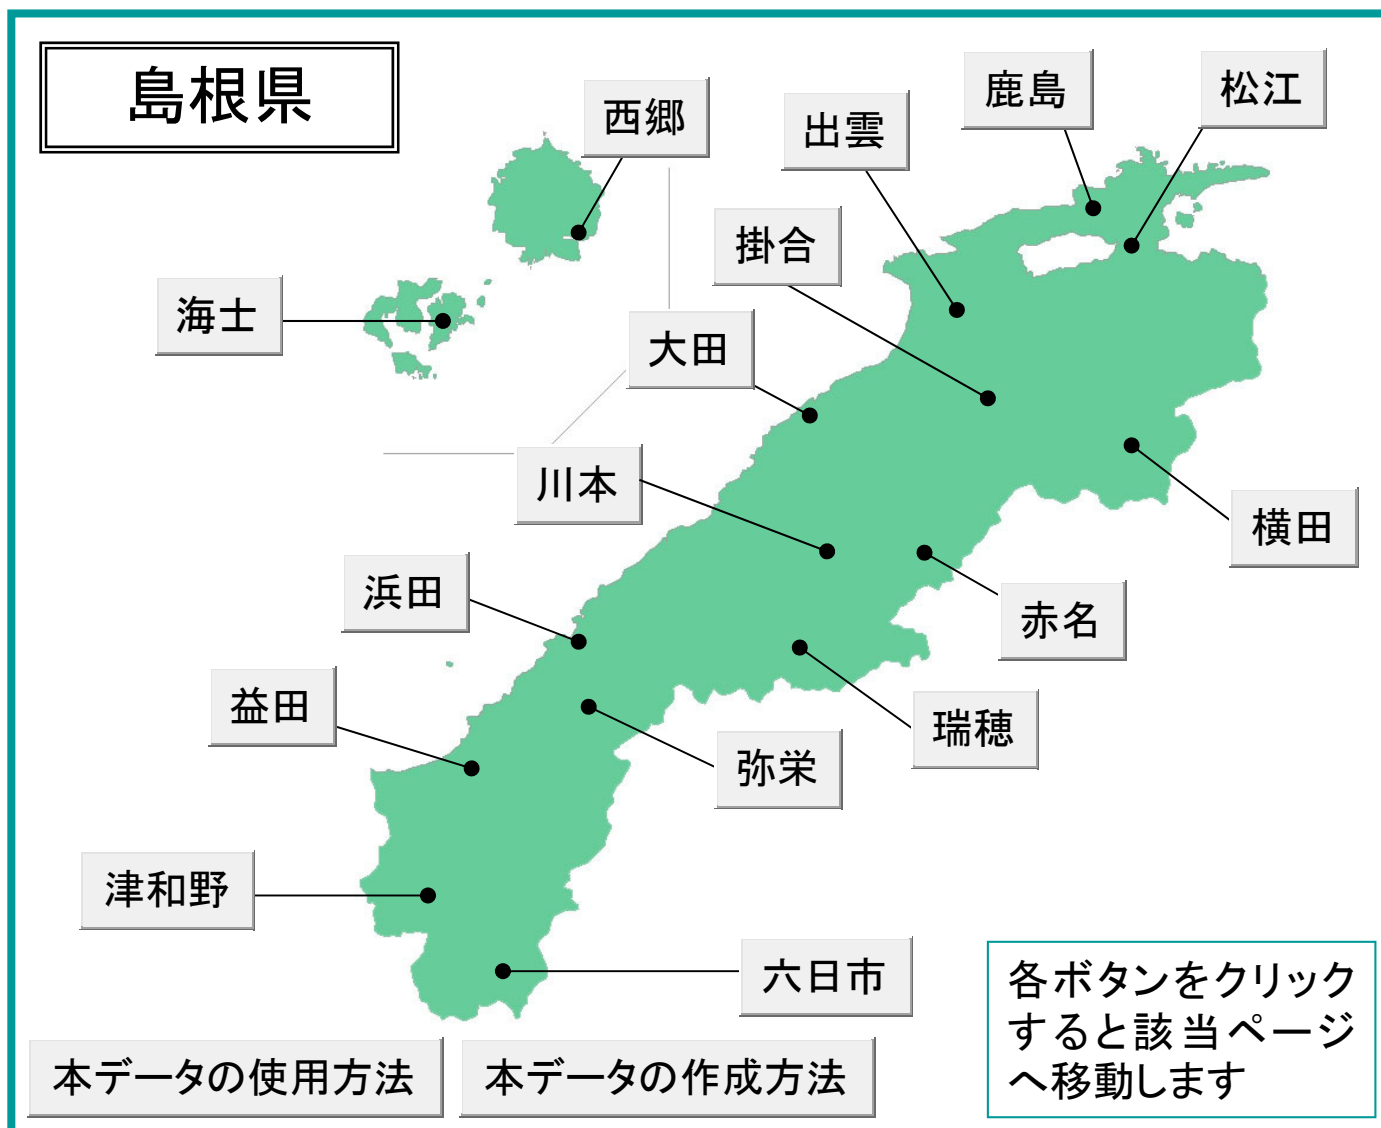 島根県
西郷
出雲
鹿島
松江
掛合
海士
大田
川本
横田
浜田
赤名
益田
瑞穂
弥栄
津和野
六日市
各ボタンをクリック
すると該当ページ
へ移動します
本データの使用方法
本データの作成方法